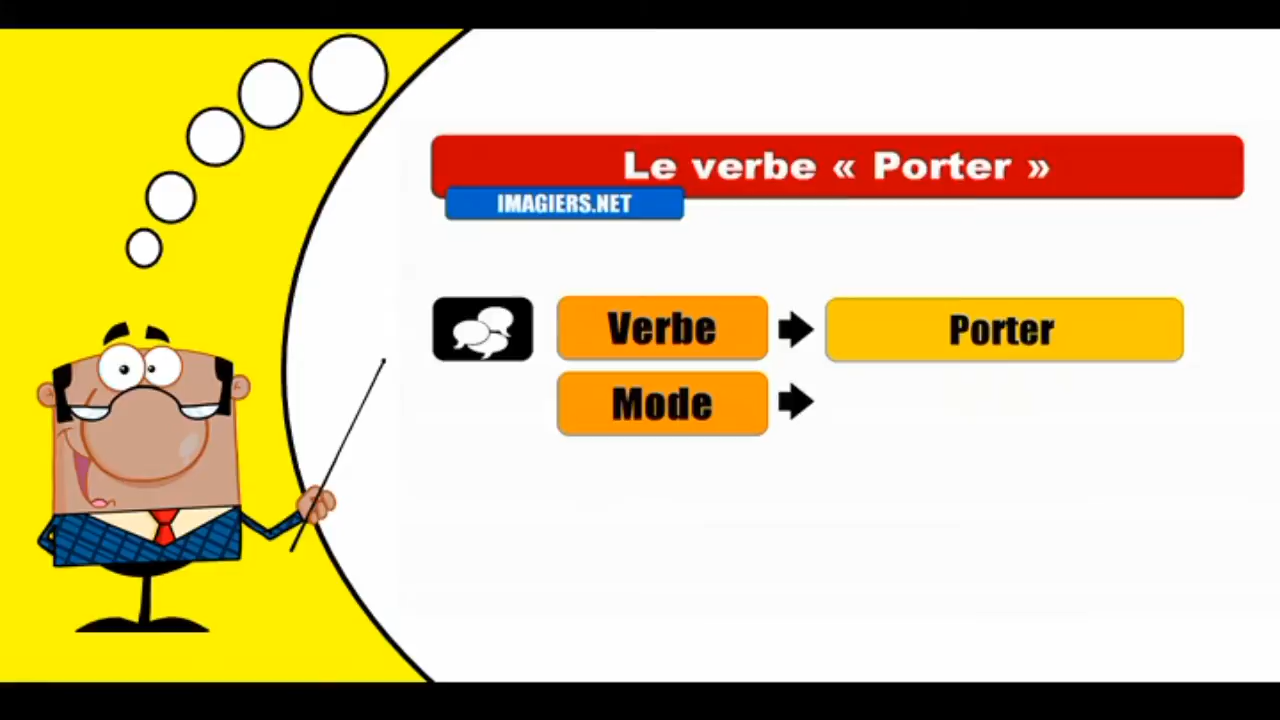 Le verbe « Porter »
IMAGIERS.NET
Verbe
Porter
Mode